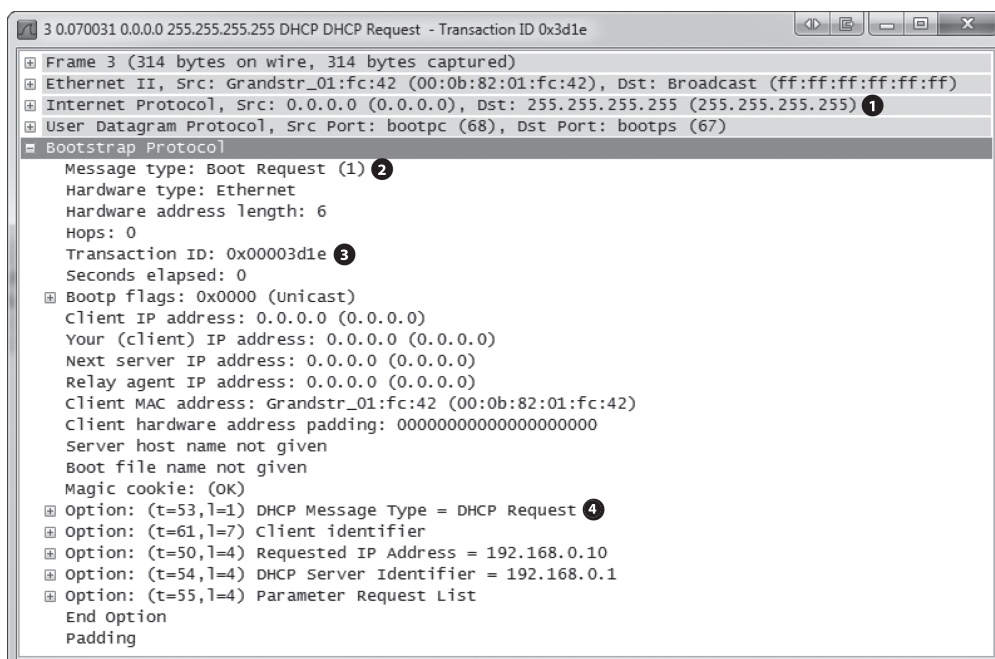 3 0.070031 0.0.0.0 255.255.255.255 DHCP DHCP Request - Transaction ID 0x3d1e
Frame 3 (314 bytes on wire, 314 bytes captured)
Ethernet II, Src: Grandstr_01:fc:42 (00:0b:82:01:fc:42), Dst: Broadcast (ff:ff:ff:ff:ff:ff)
Internet Protocol, Src: 0.0.0.0 (0.0.0.0), Dst: 255.255.255.255 (255.255.255.255) 1
User Datagram Protocol, Src Port: bootpc (68), Dst Port: bootps (67)
Bootstrap Protocol
Message type: Boot Request (1) 2
Hardware type: Ethernet
Hardware address length: 6
Hops: 0
Transaction ID: 0x00003d1e 3
Seconds elapsed: 0
Bootp flags: 0x0000 (Unicast)
Client IP address: 0.0.0.0 (0.0.0.0)
Your (client) IP address: 0.0.0.0 (0.0.0.0)
Next server IP address: 0.0.0.0 (0.0.0.0)
Relay agent IP address: 0.0.0.0 (0.0.0.0)
Client MAC address: Grandstr_01:fc:42 (00:0b:82:01:fc:42)
Client hardware address padding: 00000000000000000000
Server host name not given
Boot file name not given
Magic cookie: (OK)
Option: (t=53,l=1) DHCP Message Type = DHCP Request 4
Option: (t=61,l=7) Client identifier
Option: (t=50,l=4) Requested IP Address = 192.168.0.10
Option: (t=54,l=4) DHCP Server Identifier = 192.168.0.1
Option: (t=55,l=4) Parameter Request List
End Option
Padding